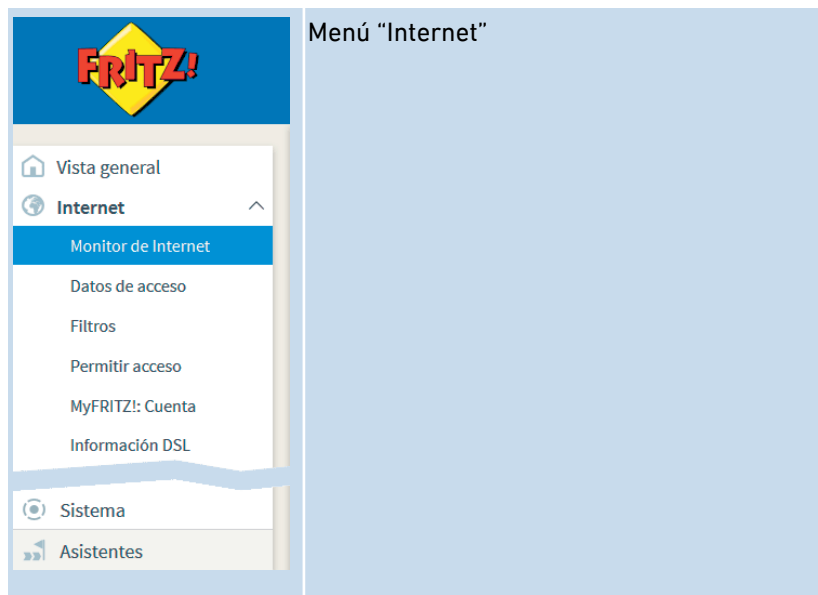 FRITZ!
Menú “Internet”
Vista general
Internet
Monitor de Internet
Datos de acceso
Filtros
Permitir acceso
MyFRITZ!: Cuenta
Información DSL
Sistema
Asistentes